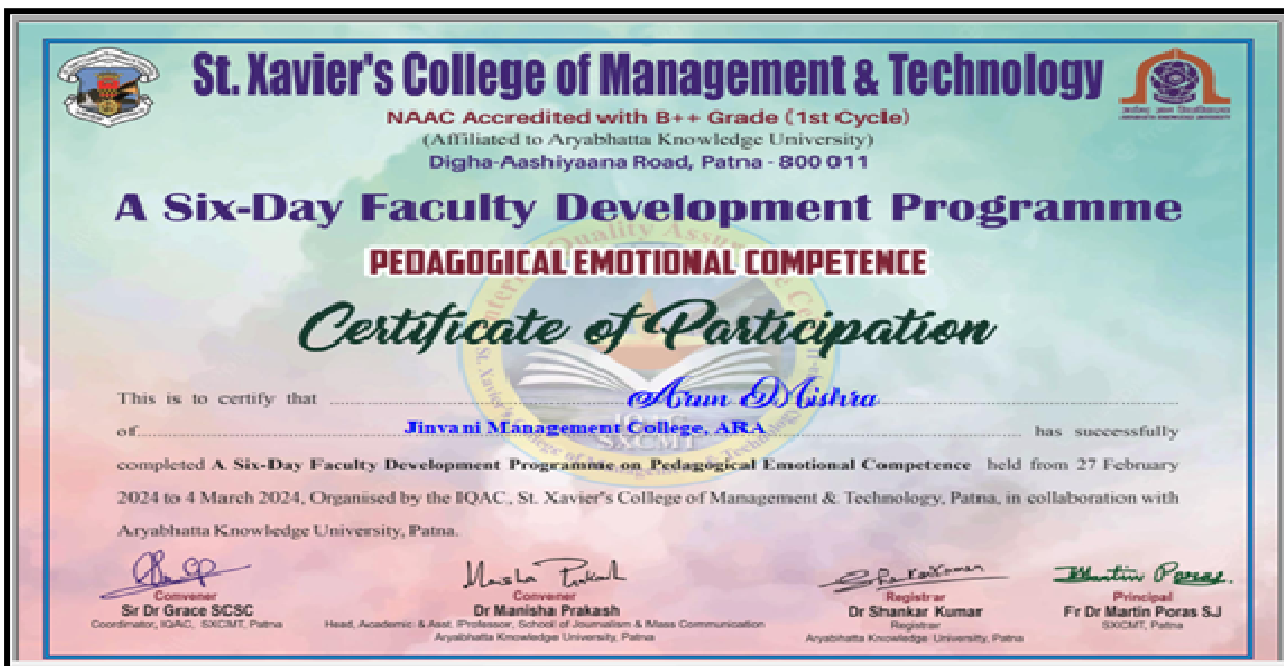 St. Xavier's College of Management & Technology
NAAC Accredited with B++ Grade (1st Cycle)
(Affiliated to Aryabhatta Knowledge University)
Digha-Aashiyaana Road, Patna - 800 011
A Six-Day Faculty Development Programme
PEDAGOGICAL EMOTIONAL COMPETENCE
Certificate of Participation
This is to certify that Arun Mishra
of Jinvani Management College, ARA has successfully
completed A Six-Day Faculty Development Programme on Pedagogical Emotional Competence held from 27 February
2024 to 4 March 2024, Organised by the IQAC, St. Xavier's College of Management & Technology, Patna, in collaboration with
Aryabhatta Knowledge University, Patna.
Convener
Sr Dr Grace SCSC
Coordinator, IQAC, SXCMT, Patna
Manisha Prakash
Convener
Dr Manisha Prakash
Head, Academic & Asst. Professor, School of Journalism & Mass Communication
Aryabhatta Knowledge University, Patna
Registrar
Dr Shankar Kumar
Registrar
Aryabhatta Knowledge University, Patna
Martin Poras
Principal
Fr Dr Martin Poras S.J
SXCMT, Patna
IQAC
SXCMT